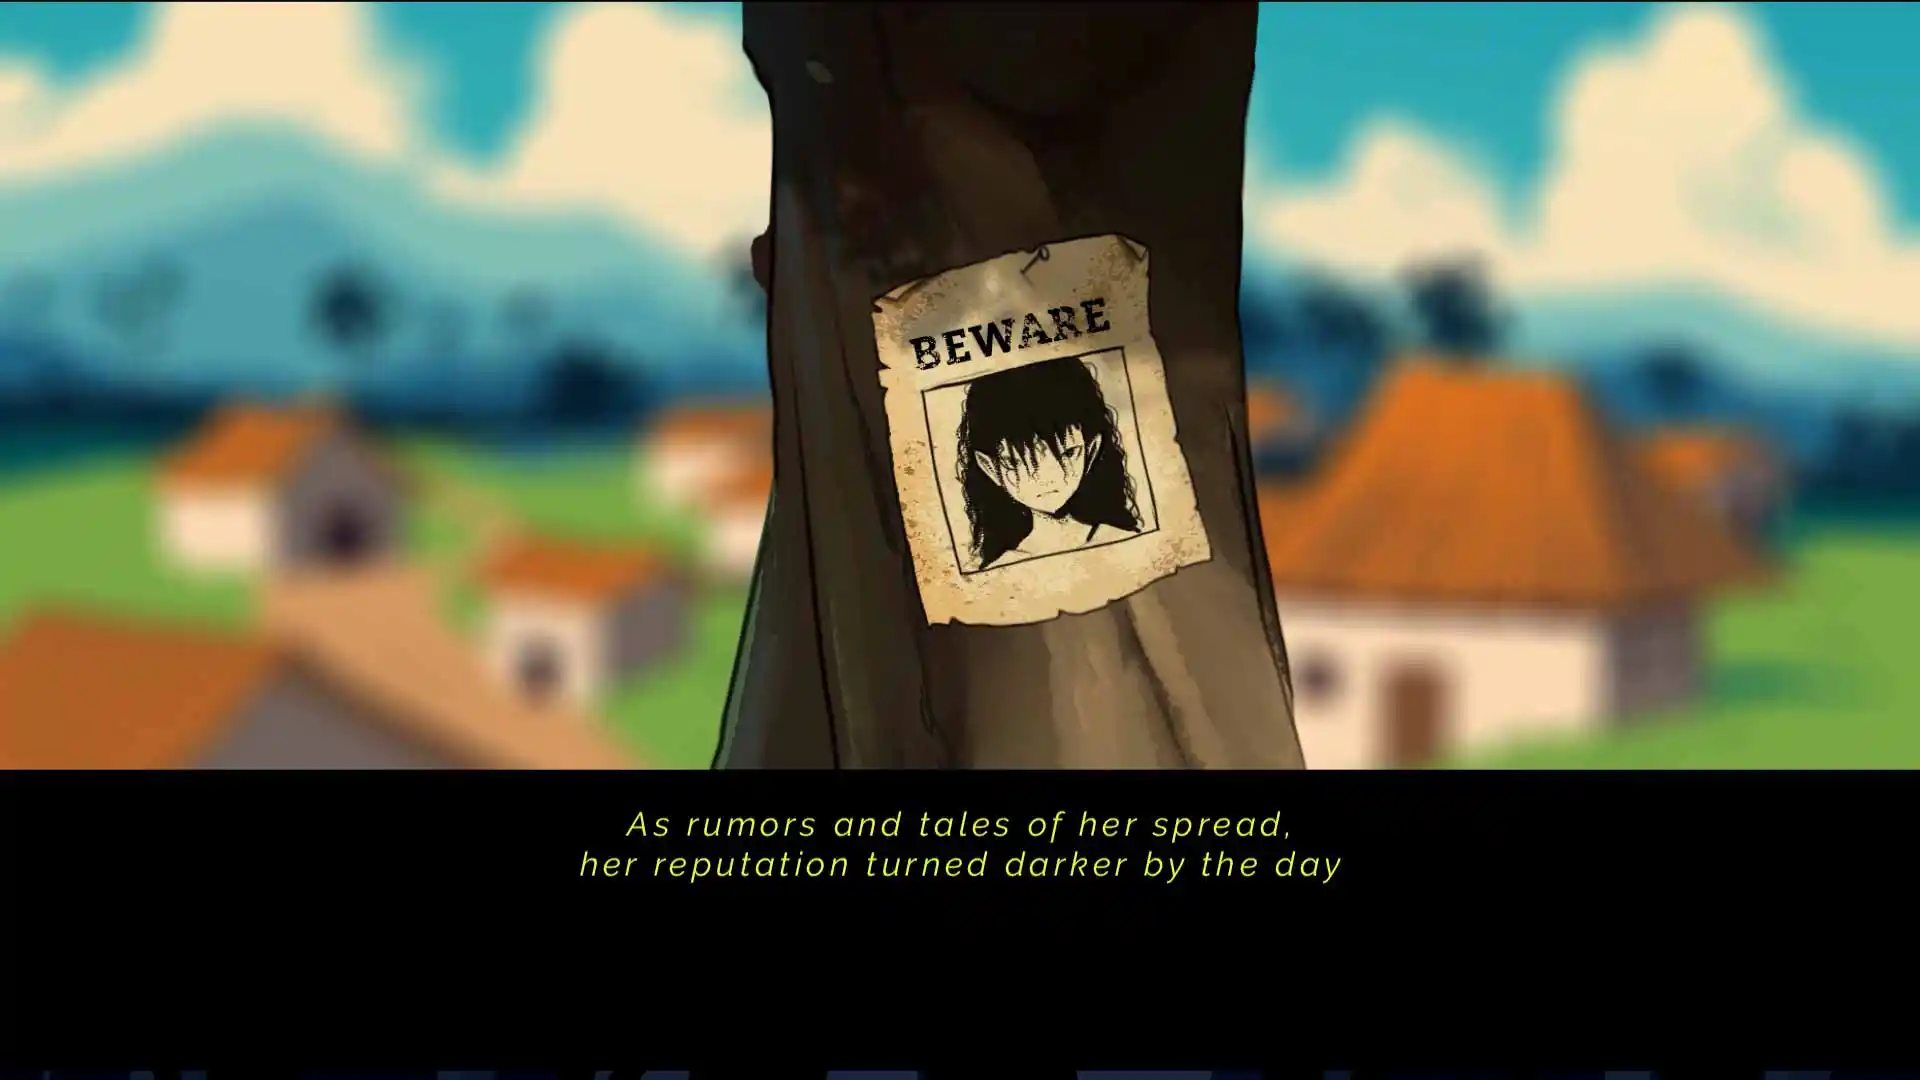 BEWARE
As rumors and tales of her spread,
her reputation turned darker by the day